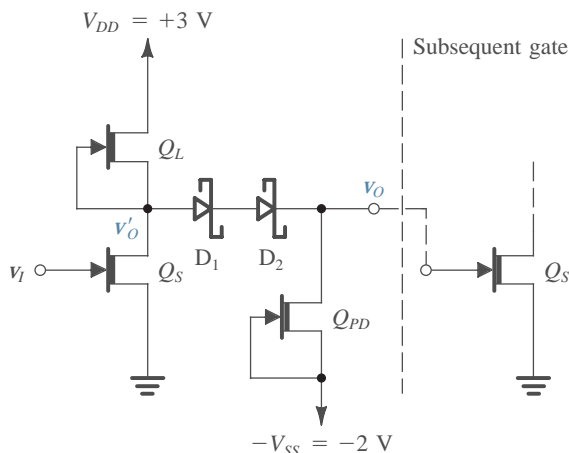 V_DD = +3 V
Subsequent gate
Q_L
v_O
v′_O
D_1
D_2
v_I
Q_S
Q_S
Q_PD
−V_SS = −2 V